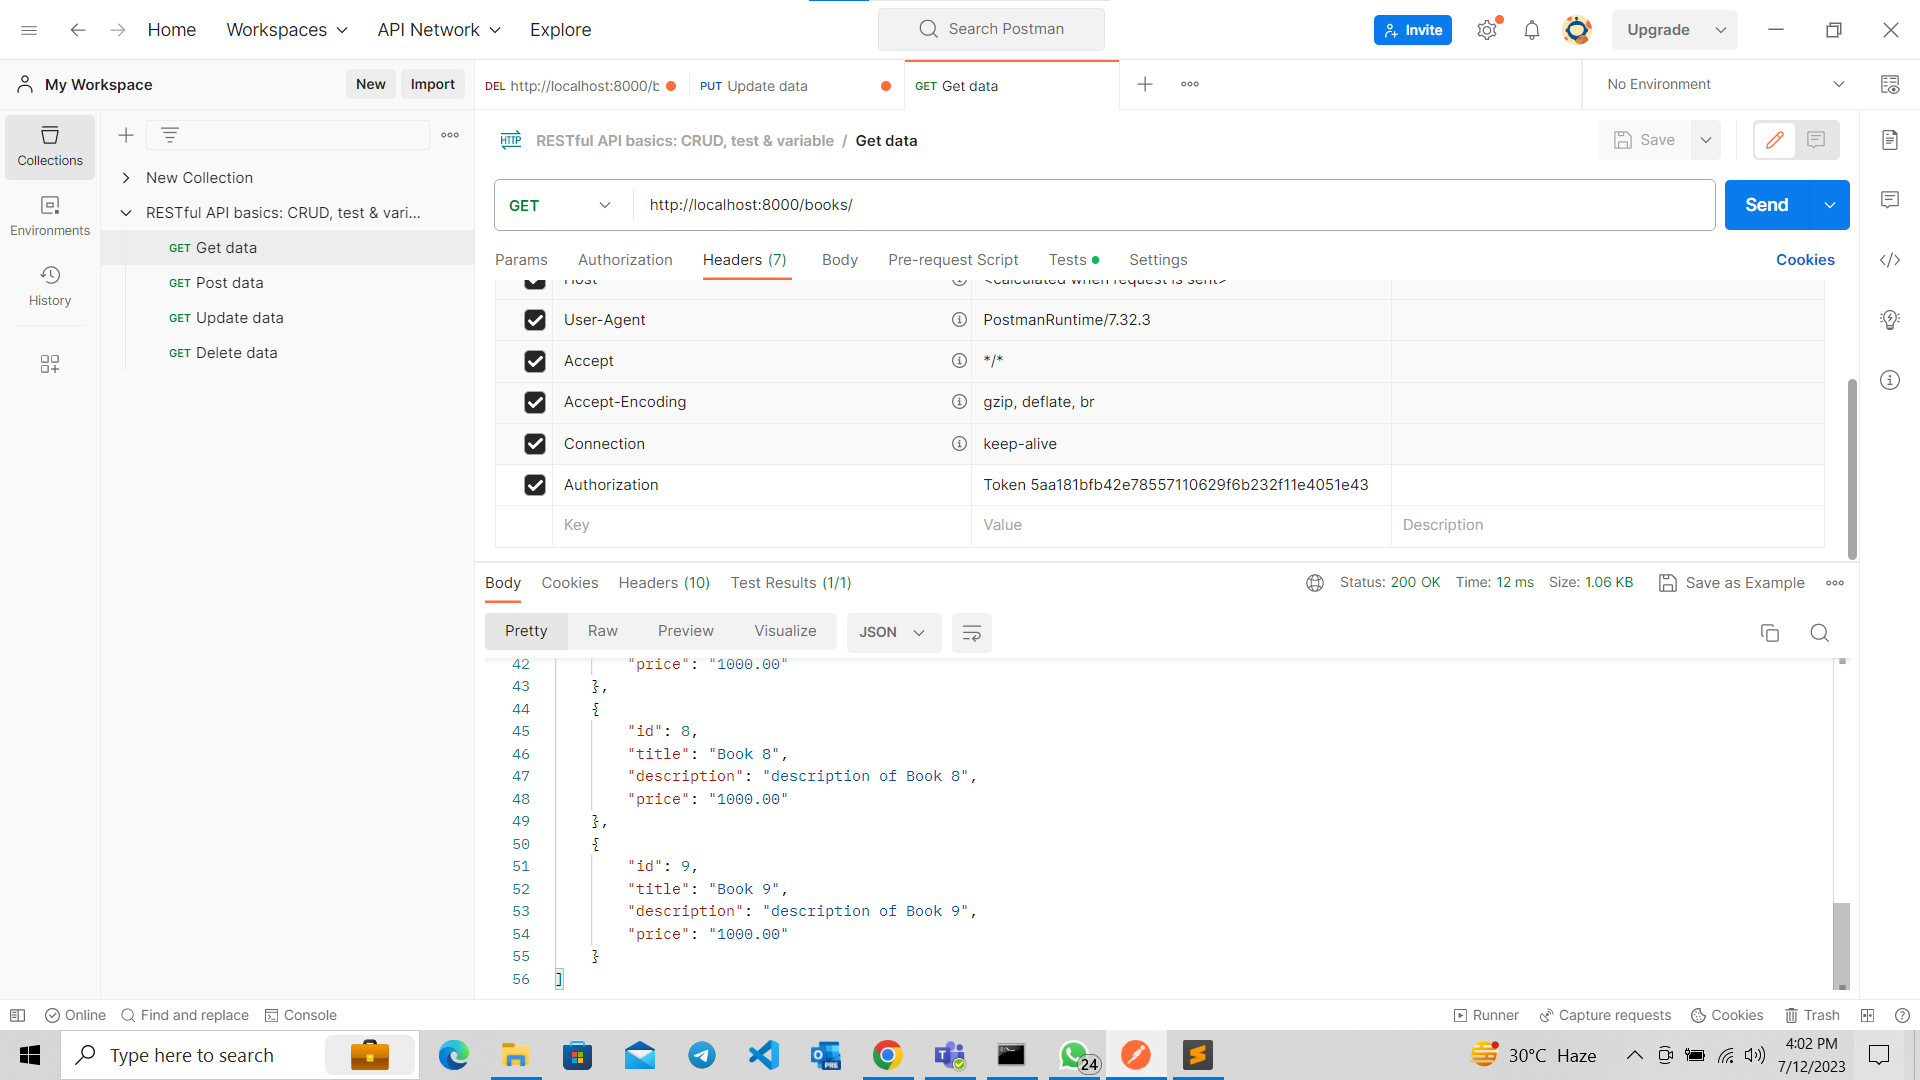 Home
Workspaces
API Network
Explore
Search Postman
Invite
Upgrade
My Workspace
New
Import
DEL http://localhost:8000/b
PUT Update data
GET Get data
No Environment
Collections
Environments
History
New Collection
RESTful API basics: CRUD, test & vari...
GET Get data
GET Post data
GET Update data
GET Delete data
HTTP RESTful API basics: CRUD, test & variable / Get data
Save
GET
http://localhost:8000/books/
Send
Params
Authorization
Headers (7)
Body
Pre-request Script
Tests
Settings
Cookies
Host
<calculated when request is sent>
User-Agent
PostmanRuntime/7.32.3
Accept
*/*
Accept-Encoding
gzip, deflate, br
Connection
keep-alive
Authorization
Token 5aa181bfb42e78557110629f6b232f11e4051e43
Key
Value
Description
Body
Cookies
Headers (10)
Test Results (1/1)
Status: 200 OK
Time: 12 ms
Size: 1.06 KB
Save as Example
Pretty
Raw
Preview
Visualize
JSON
42 "price": "1000.00"
43 },
44 {
45 "id": 8,
46 "title": "Book 8",
47 "description": "description of Book 8",
48 "price": "1000.00"
49 },
50 {
51 "id": 9,
52 "title": "Book 9",
53 "description": "description of Book 9",
54 "price": "1000.00"
55 }
56 ]
Online
Find and replace
Console
Runner
Capture requests
Cookies
Trash
Type here to search
PRE
24
30°C Haze
4:02 PM
7/12/2023